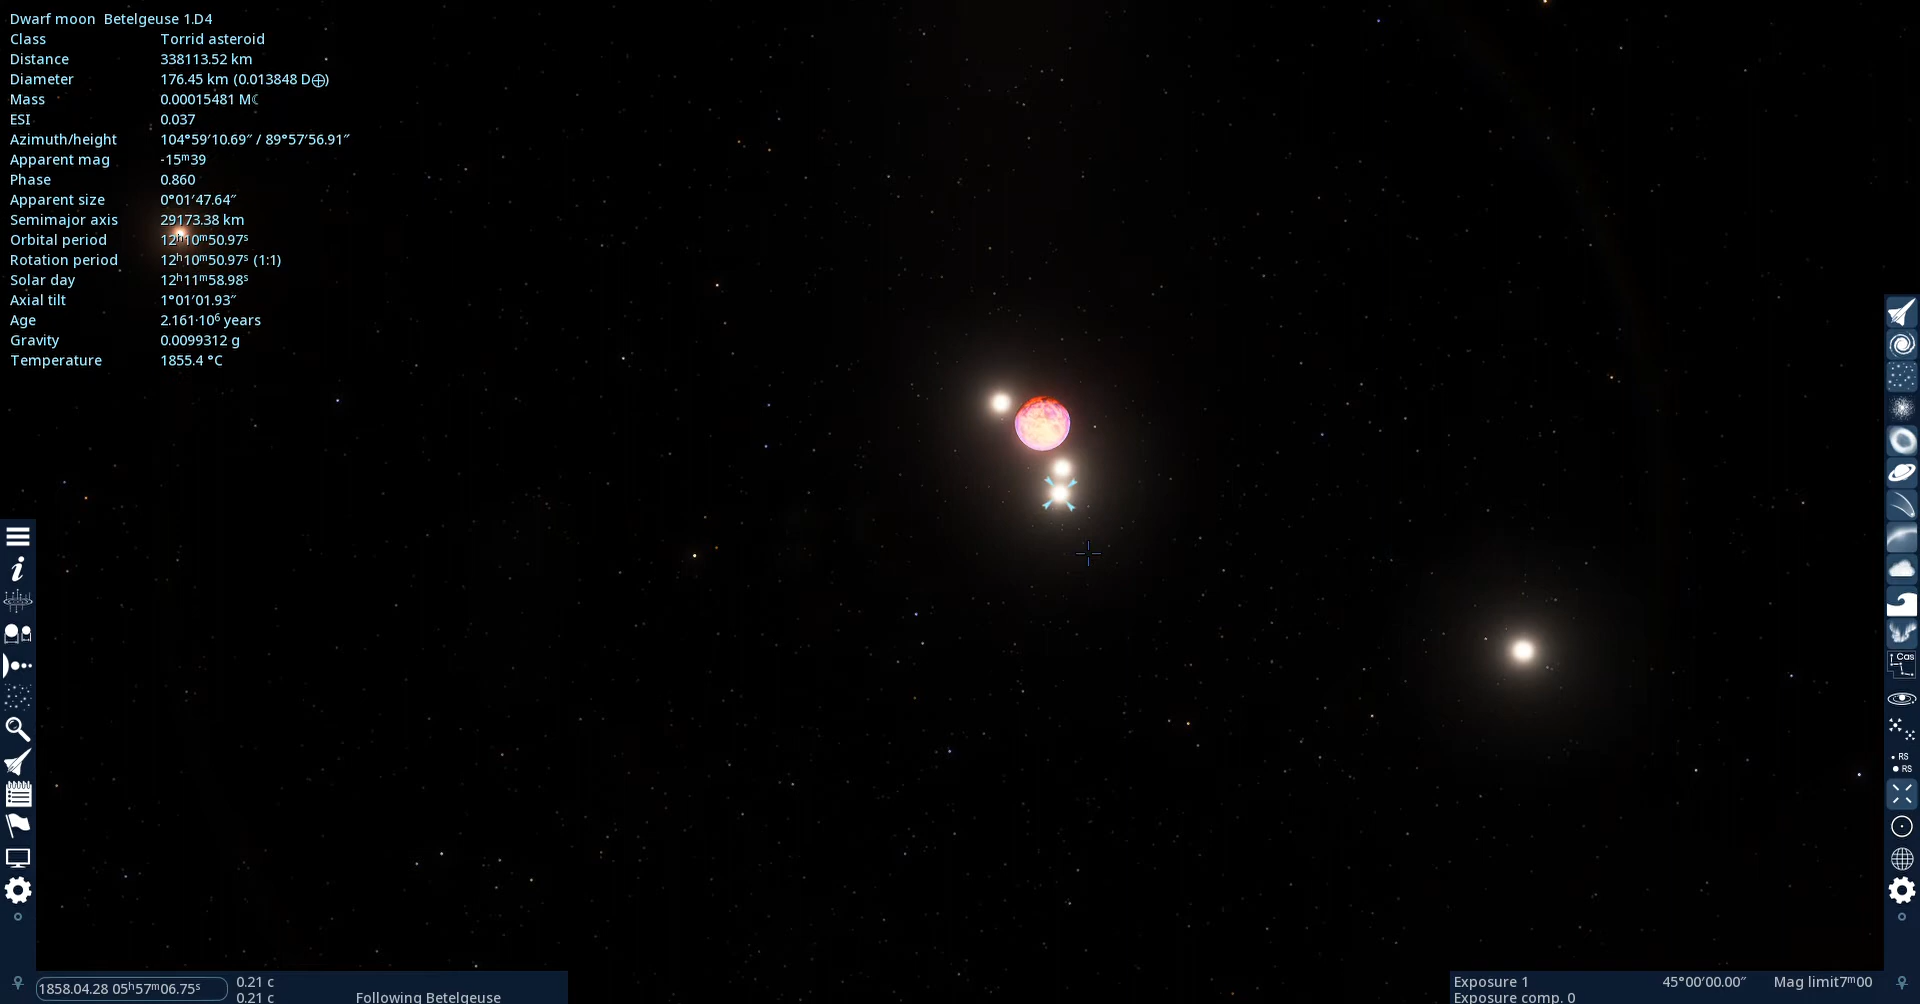 Dwarf moon Betelgeuse 1.D4
Class Torrid asteroid
Distance 338113.52 km
Diameter 176.45 km (0.013848 D⊕)
Mass 0.00015481 M☾
ESI 0.037
Azimuth/height 104°59′10.69″ / 89°57′56.91″
Apparent mag -15ᵐ39
Phase 0.860
Apparent size 0°01′47.64″
Semimajor axis 29173.38 km
Orbital period 12ʰ10ᵐ50.97ˢ
Rotation period 12ʰ10ᵐ50.97ˢ (1:1)
Solar day 12ʰ11ᵐ58.98ˢ
Axial tilt 1°01′01.93″
Age 2.161·10⁶ years
Gravity 0.0099312 g
Temperature 1855.4 °C
Cas
RS
RS
1858.04.28 05ʰ57ᵐ06.75ˢ
0.21 c
0.21 c Following Betelgeuse
Exposure 1 45°00′00.00″ Mag limit7ᵐ00
Exposure comp. 0